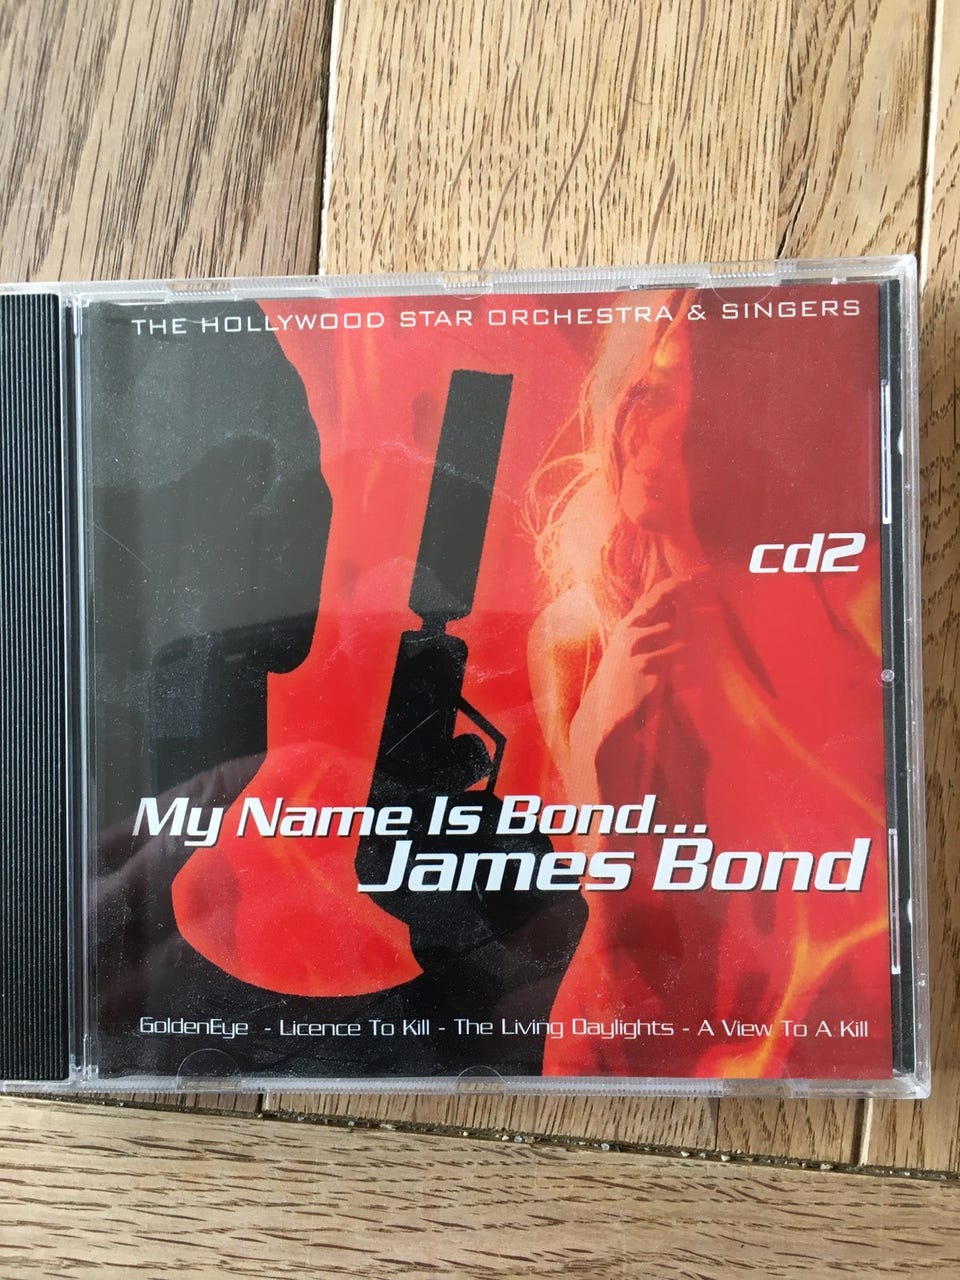 THE HOLLYWOOD STAR ORCHESTRA & SINGERS
cd2
My Name Is Bond...
James Bond
GoldenEye - Licence To Kill - The Living Daylights - A View To A Kill